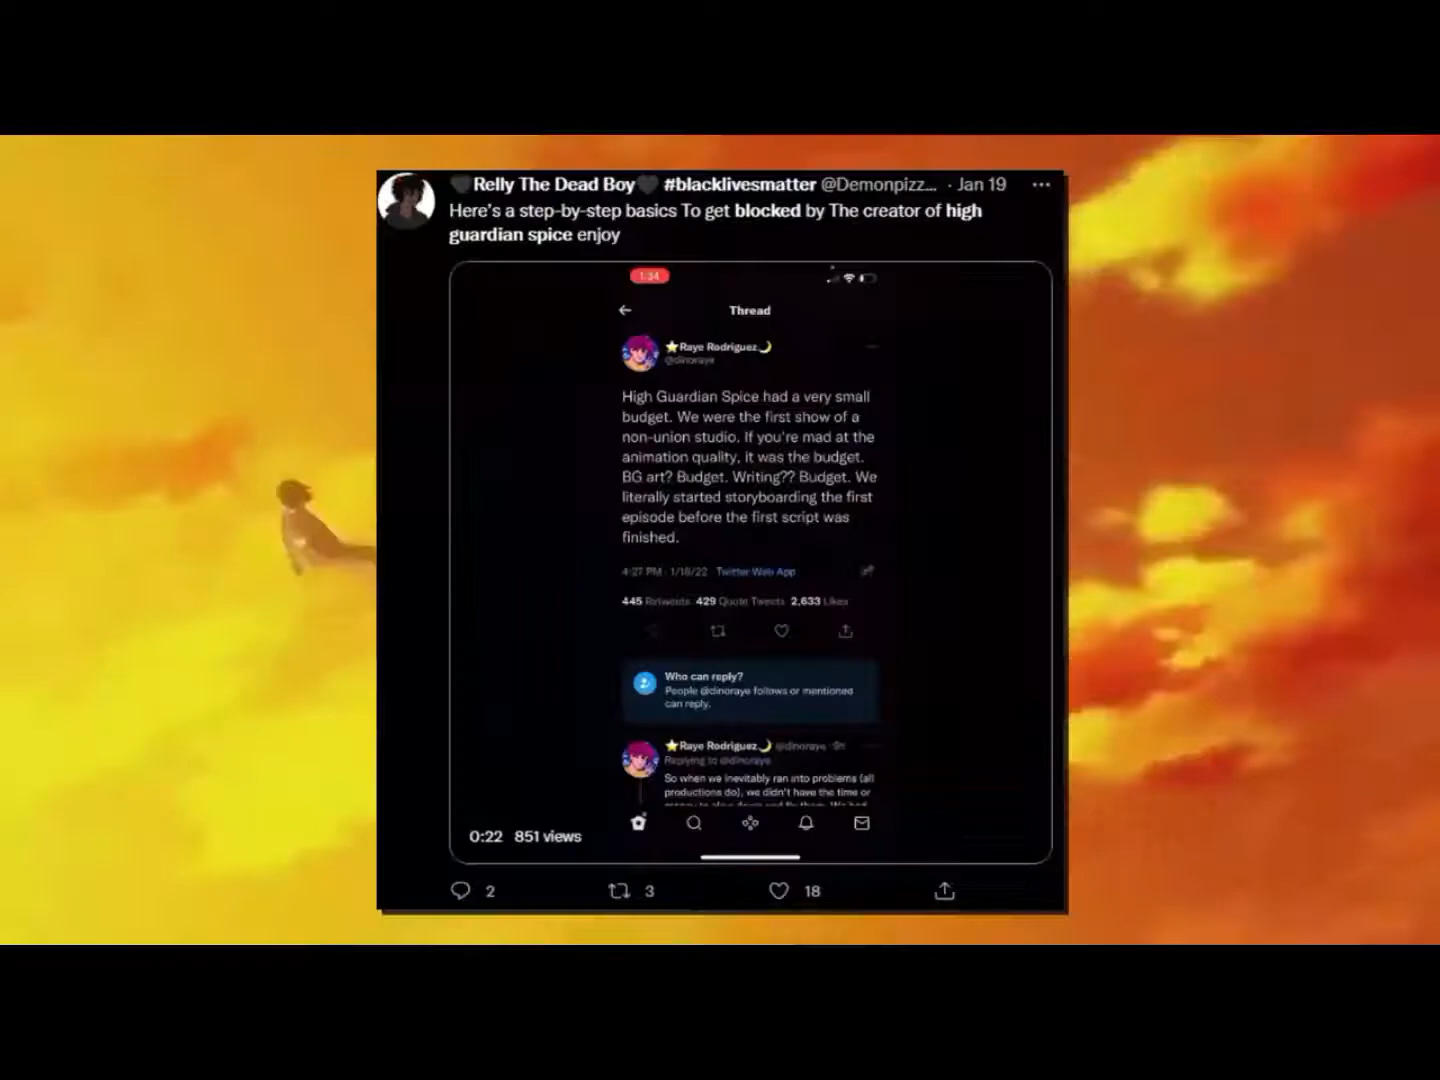 🖤Relly The Dead Boy🖤 #blacklivesmatter @Demonpizz... · Jan 19
Here's a step-by-step basics To get blocked by The creator of high
guardian spice enjoy
1:34
Thread
⭐Raye Rodriguez🌙
@dinoraye
High Guardian Spice had a very small
budget. We were the first show of a
non-union studio. If you're mad at the
animation quality, it was the budget.
BG art? Budget. Writing?? Budget. We
literally started storyboarding the first
episode before the first script was
finished.
4:27 PM · 1/18/22 Twitter Web App
445 Retweets 429 Quote Tweets 2,633 Likes
Who can reply?
People @dinoraye follows or mentioned
can reply.
⭐Raye Rodriguez🌙 @dinoraye · 9h
Replying to @dinoraye
So when we inevitably ran into problems (all
productions do), we didn't have the time or
0:22 851 views
2 3 18